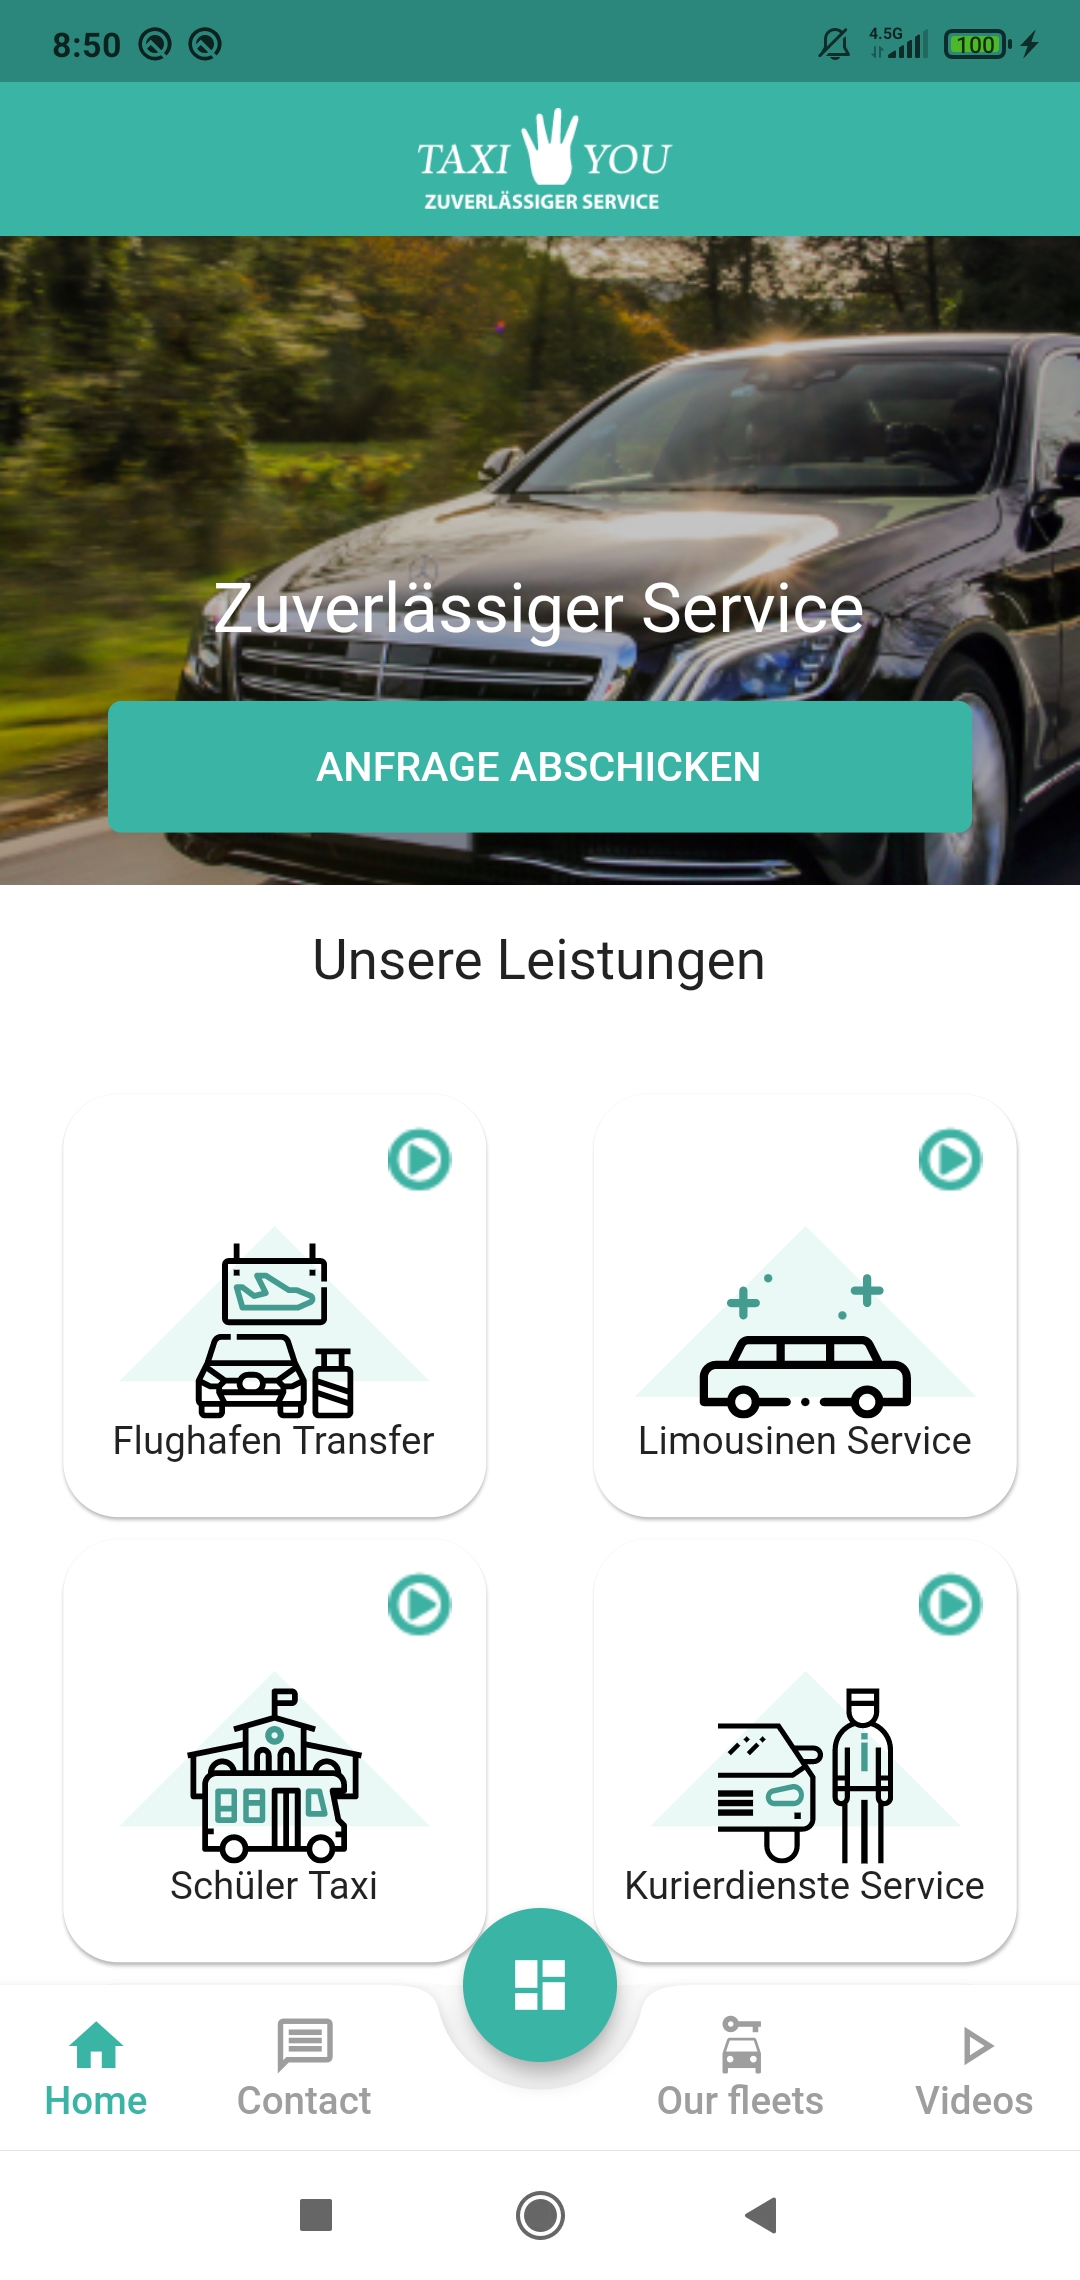 8:50
4.5G
100
TAXI YOU
ZUVERLÄSSIGER SERVICE
Zuverlässiger Service
ANFRAGE ABSCHICKEN
Unsere Leistungen
Flughafen Transfer
Limousinen Service
Schüler Taxi
Kurierdienste Service
Home
Contact
Our fleets
Videos